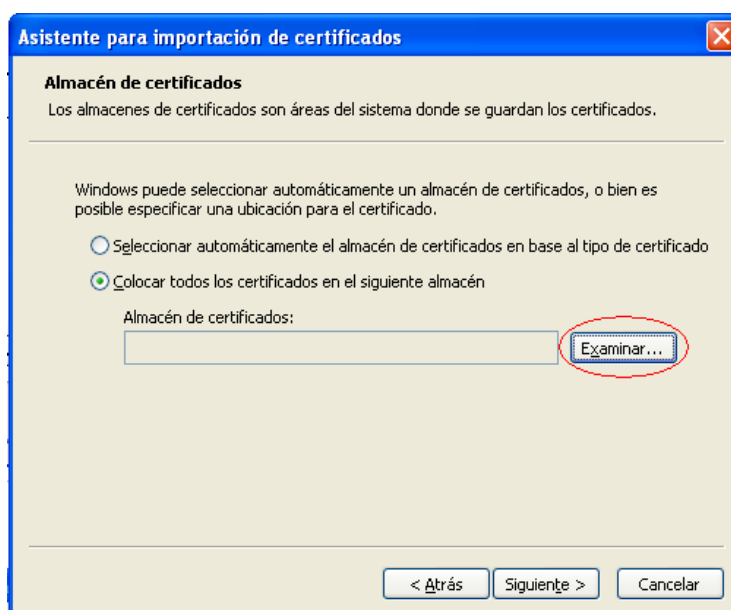 Asistente para importación de certificados
Almacén de certificados
Los almacenes de certificados son áreas del sistema donde se guardan los certificados.
Windows puede seleccionar automáticamente un almacén de certificados, o bien es
posible especificar una ubicación para el certificado.
Seleccionar automáticamente el almacén de certificados en base al tipo de certificado
Colocar todos los certificados en el siguiente almacén
Almacén de certificados:
Examinar...
< Atrás Siguiente > Cancelar